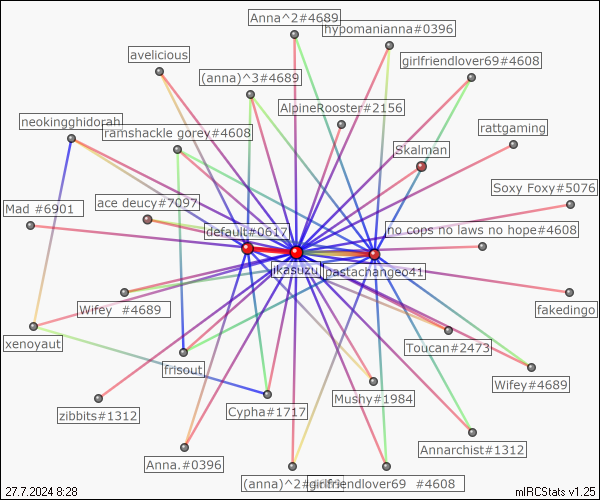 Anna^2#4689
hypomanianna#0396
avelicious
girlfriendlover69#4608
(anna)^3#4689
AlpineRooster#2156
neokingghidorah
ramshackle gorey#4608
rattgaming
Skalman
Soxy Foxy#5076
ace deucy#7097
Mad #6901
default#0617
no cops no laws no hope#4608
ikasuzu
pastachangeo41
Wifey #4689
fakedingo
xenoyaut
Toucan#2473
frisout
Wifey#4689
Mushy#1984
zibbits#1312
Cypha#1717
Annarchist#1312
Anna.#0396
(anna)^2#
girlfriendlover69 #4608
27.7.2024 8:28
mIRCStats v1.25